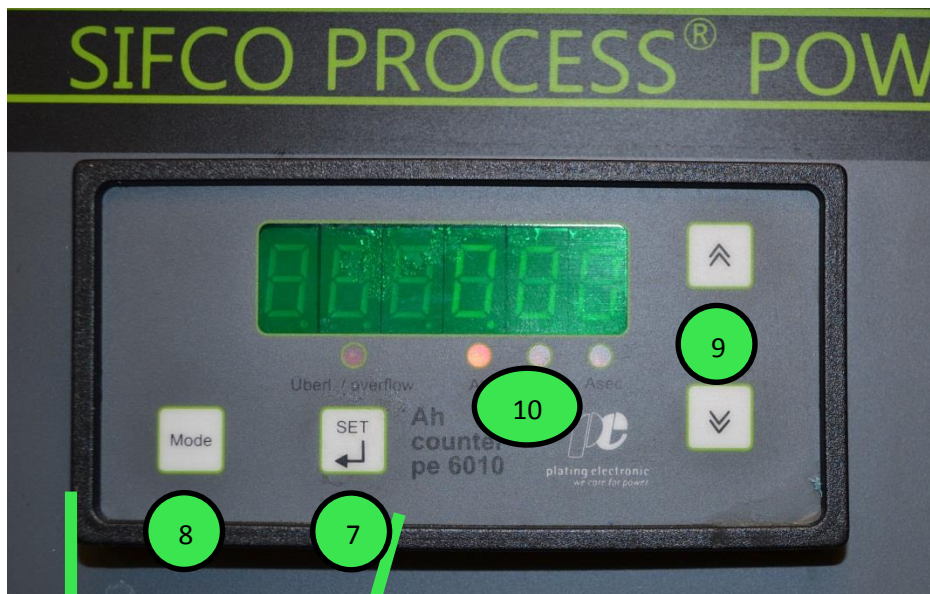 SIFCO PROCESS® POW
Überl. / overflow
Asec
9
10
Mode
SET
Ah
counter
pe 6010
pe
plating electronic
we care for power
8
7